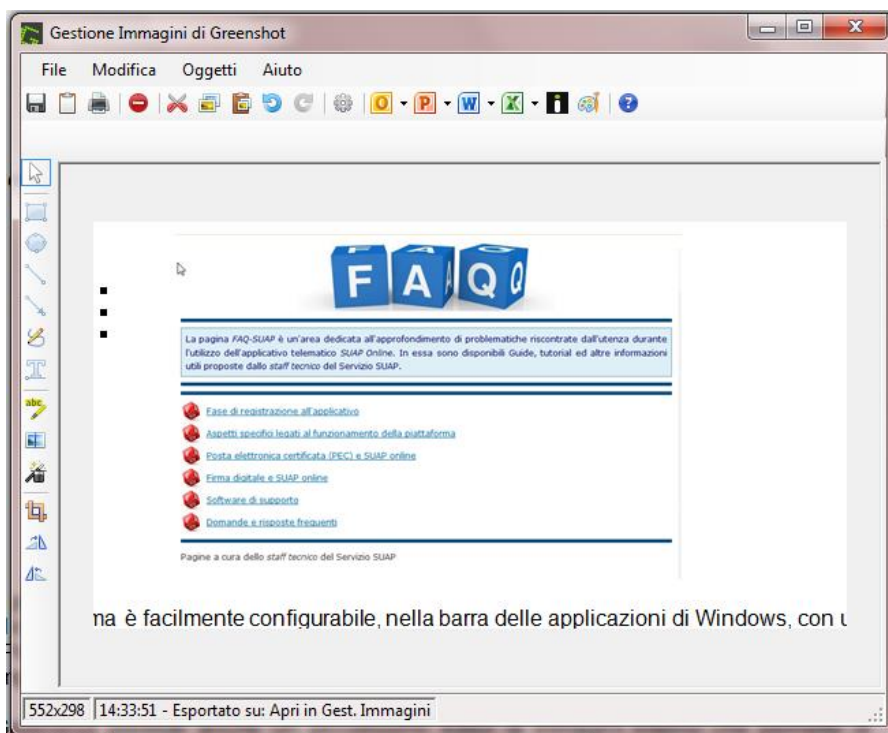 Gestione Immagini di Greenshot
File Modifica Oggetti Aiuto
FAQ
La pagina FAQ-SUAP è un'area dedicata all'approfondimento di problematiche riscontrate dall'utenza durante
l'utilizzo dell'applicativo telematico SUAP Online. In essa sono disponibili Guide, tutorial ed altre informazioni
utili proposte dallo staff tecnico del Servizio SUAP.
Fase di registrazione all'applicativo
Aspetti specifici legati al funzionamento della piattaforma
Posta elettronica certificata (PEC) e SUAP online
Firma digitale e SUAP online
Software di supporto
Domande e risposte frequenti
Pagine a cura dello staff tecnico del Servizio SUAP
ma è facilmente configurabile, nella barra delle applicazioni di Windows, con u
552x298 14:33:51 - Esportato su: Apri in Gest. Immagini